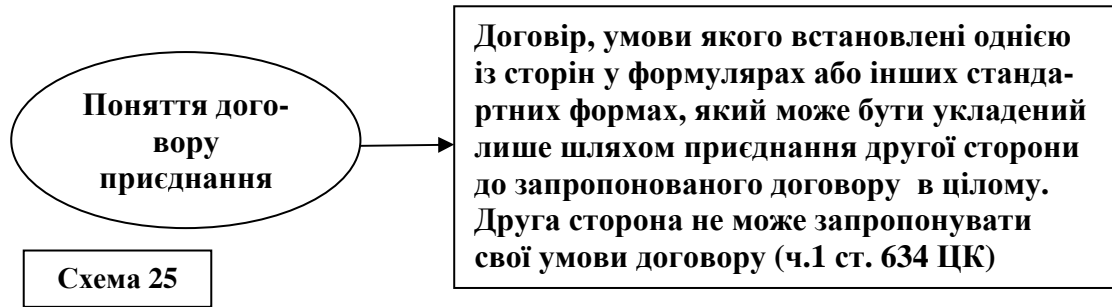 Поняття дого-
вору
приєднання
Договір, умови якого встановлені однією
із сторін у формулярах або інших станда-
ртних формах, який може бути укладений
лише шляхом приєднання другої сторони
до запропонованого договору в цілому.
Друга сторона не може запропонувати
свої умови договору (ч.1 ст. 634 ЦК)
Схема 25